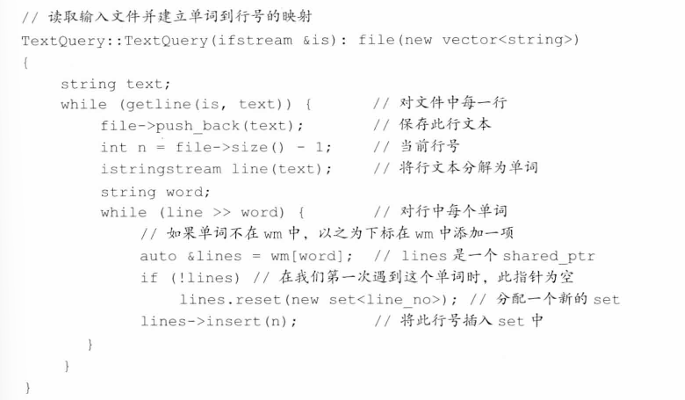 // 读取输入文件并建立单词到行号的映射
TextQuery::TextQuery(ifstream &is): file(new vector<string>)
{
    string text;
    while (getline(is, text)) {       // 对文件中每一行
        file->push_back(text);        // 保存此行文本
        int n = file->size() - 1;     // 当前行号
        istringstream line(text);     // 将行文本分解为单词
        string word;
        while (line >> word) {        // 对行中每个单词
            // 如果单词不在 wm 中，以之为下标在 wm 中添加一项
            auto &lines = wm[word];  // lines 是一个 shared_ptr
            if (!lines) // 在我们第一次遇到这个单词时，此指针为空
                lines.reset(new set<line_no>); // 分配一个新的 set
            lines->insert(n);         // 将此行号插入 set 中
        }
    }
}